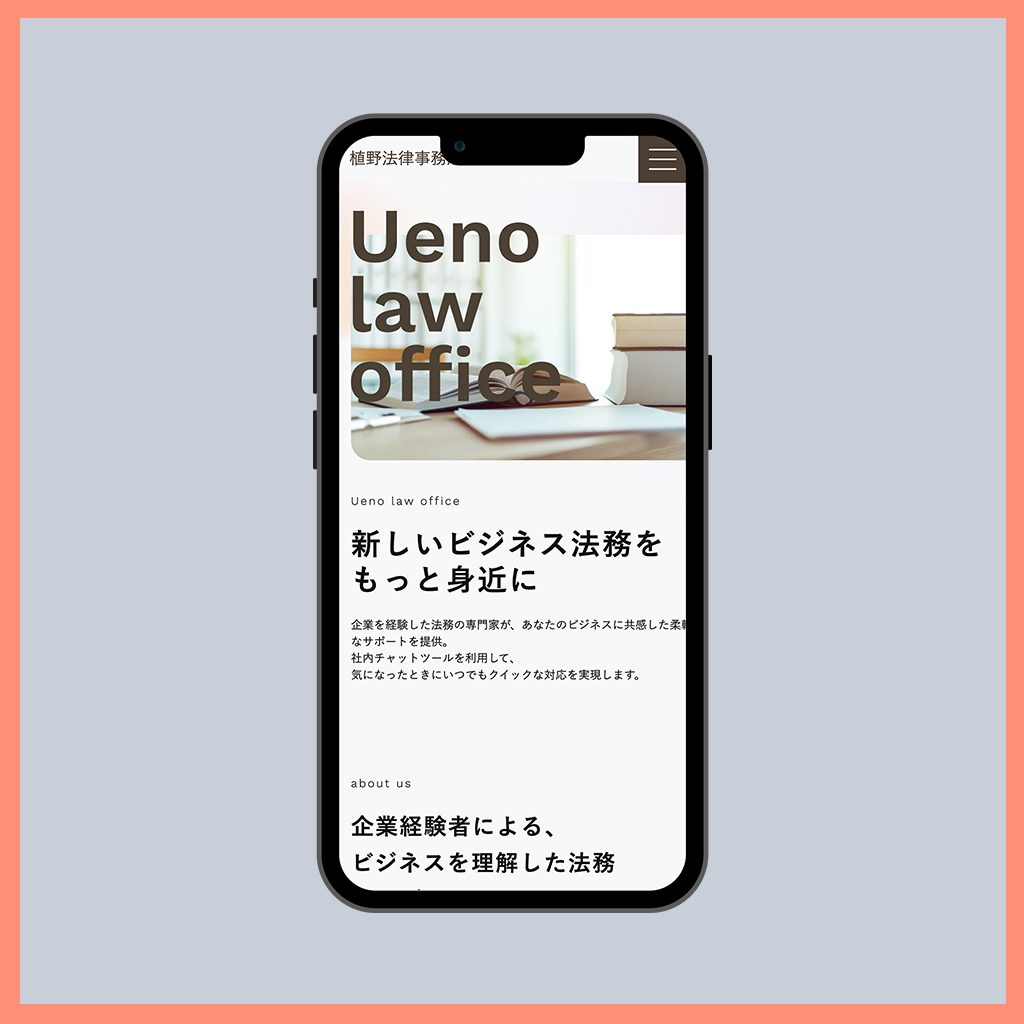 植野法律事務
Ueno
law
office
Ueno law office
新しいビジネス法務を
もっと身近に
企業を経験した法務の専門家が、あなたのビジネスに共感した柔軟
なサポートを提供。
社内チャットツールを利用して、
気になったときにいつでもクイックな対応を実現します。
about us
企業経験者による、
ビジネスを理解した法務